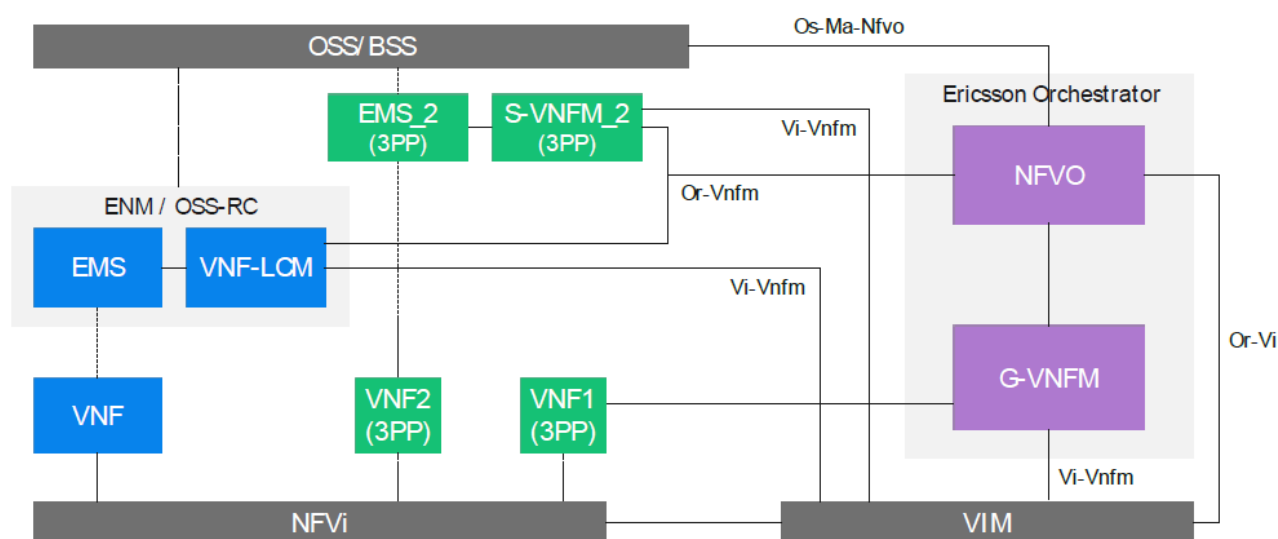 Os-Ma-Nfvo
OSS/ BSS
Ericsson Orchestrator
EMS_2
(3PP)
S-VNFM_2
(3PP)
Vi-Vnfm
NFVO
Or-Vnfm
ENM / OSS-RC
EMS
VNF-LCM
Vi-Vnfm
Or-Vi
G-VNFM
VNF
VNF2
(3PP)
VNF1
(3PP)
Vi-Vnfm
NFVi
VIM